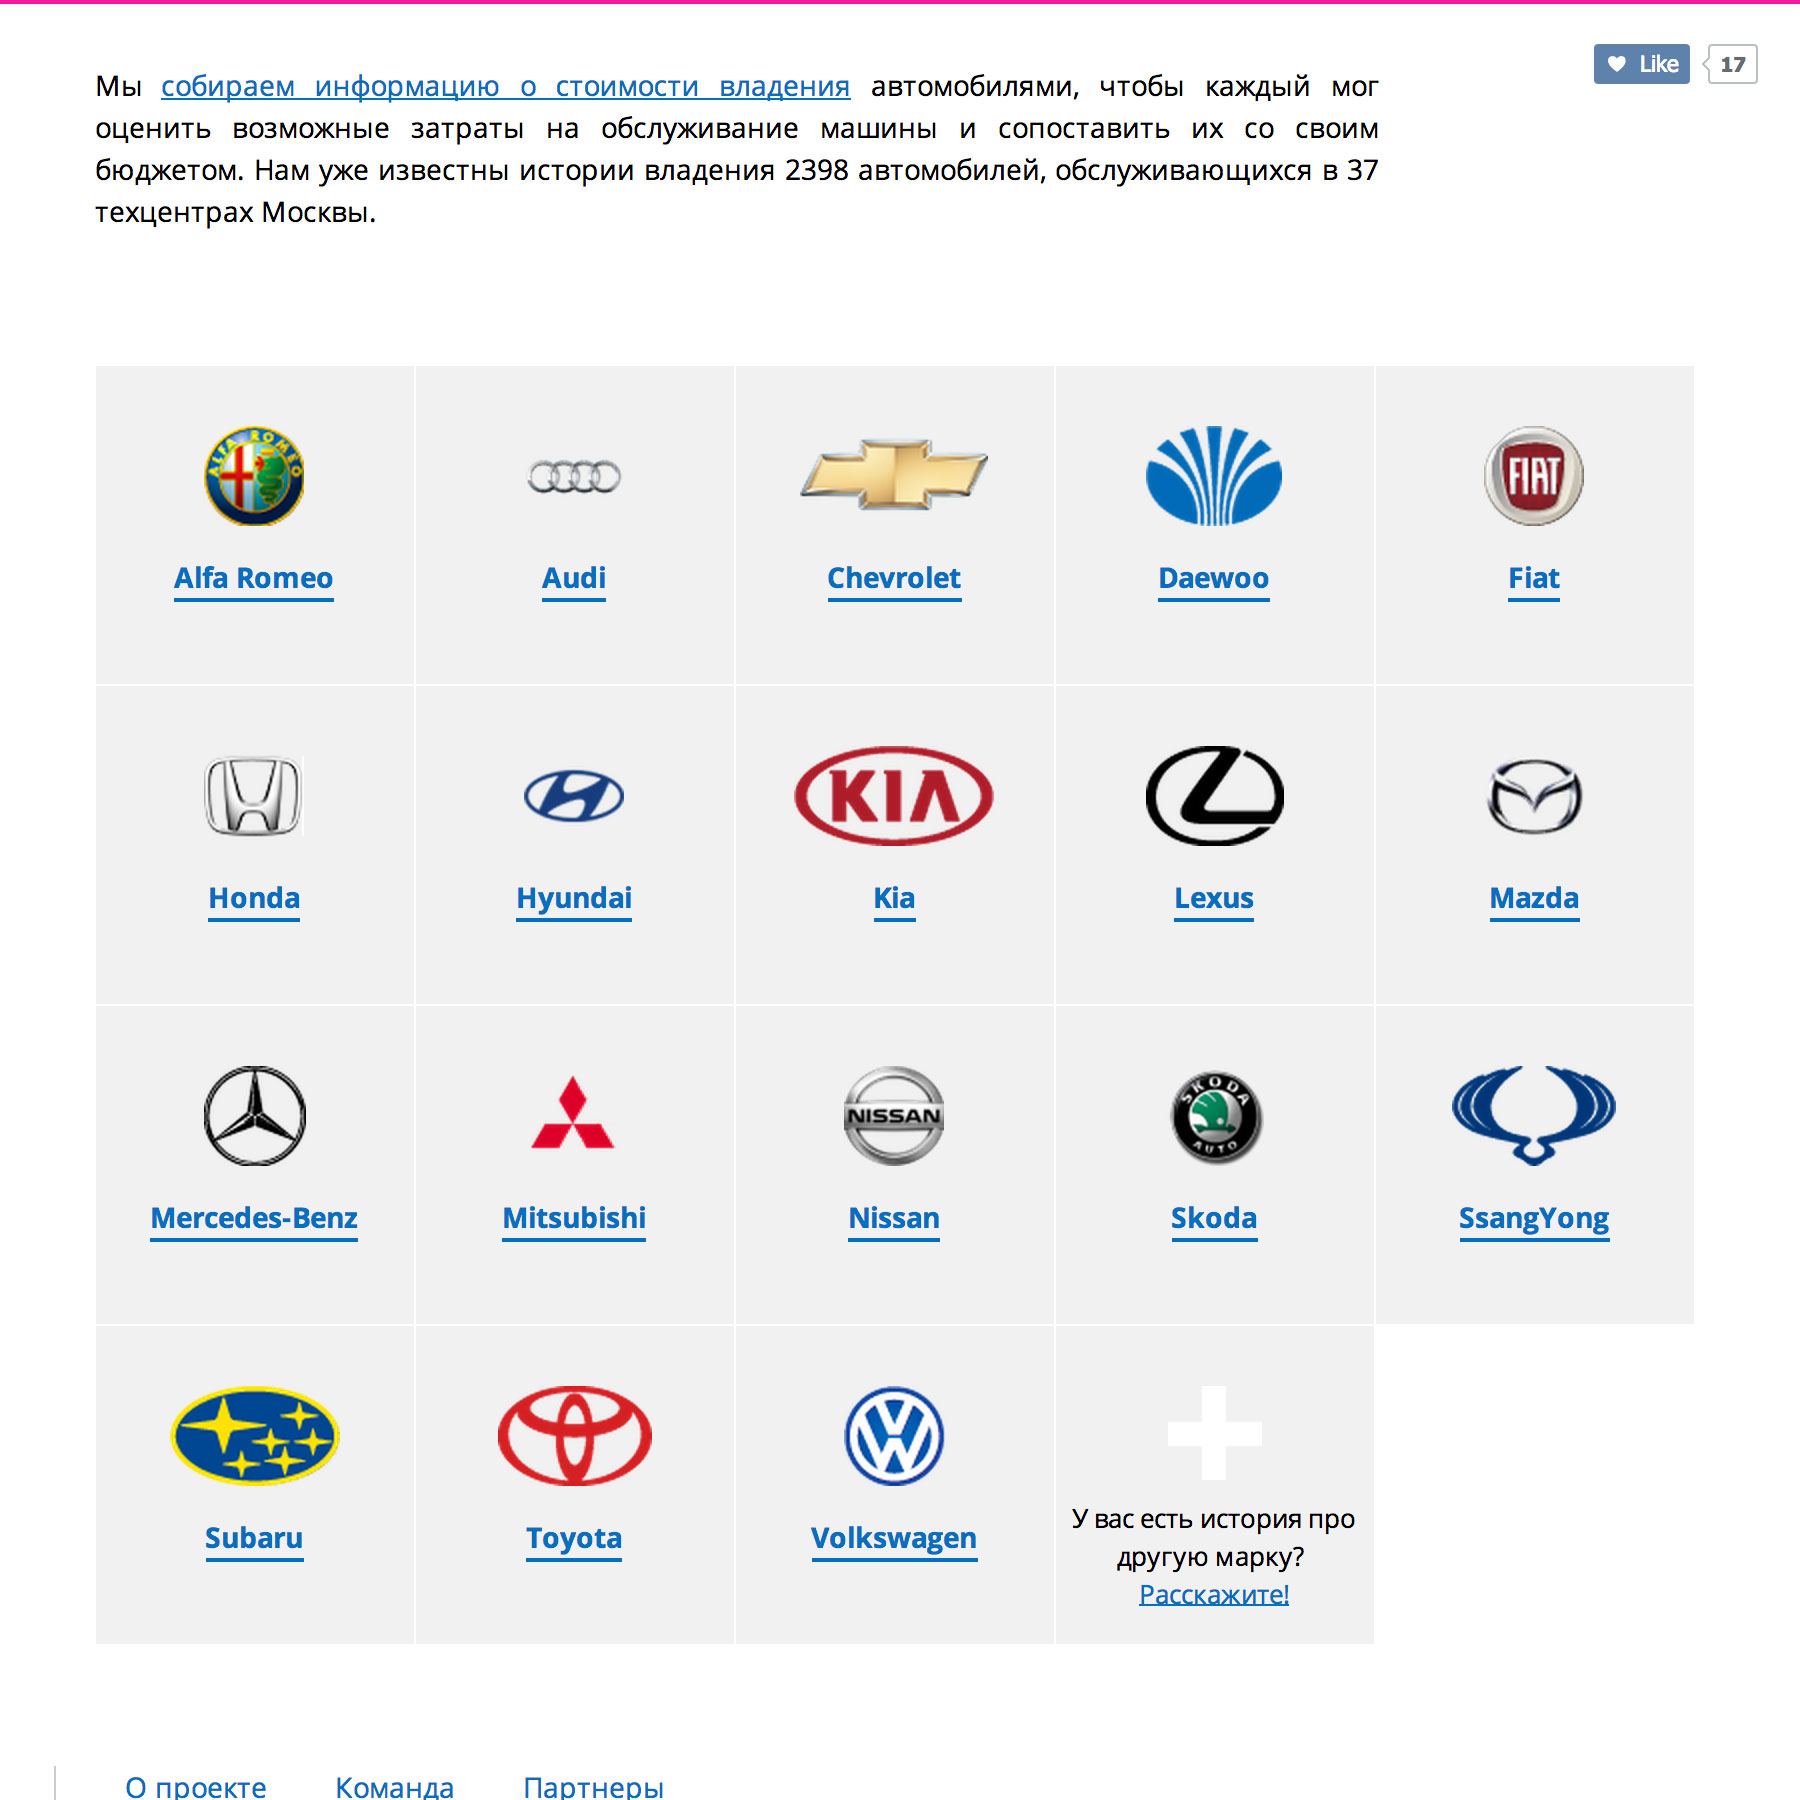 Мы собираем информацию о стоимости владения автомобилями, чтобы каждый мог
оценить возможные затраты на обслуживание машины и сопоставить их со своим
бюджетом. Нам уже известны истории владения 2398 автомобилей, обслуживающихся в 37
техцентрах Москвы.
Like 17
ALFA ROMEO
FIAT
Alfa Romeo
Audi
Chevrolet
Daewoo
Fiat
KIA
Honda
Hyundai
Kia
Lexus
Mazda
NISSAN
SKODA
AUTO
Mercedes-Benz
Mitsubishi
Nissan
Skoda
SsangYong
Subaru
Toyota
Volkswagen
У вас есть история про
другую марку?
Расскажите!
О проекте
Команда
Партнеры